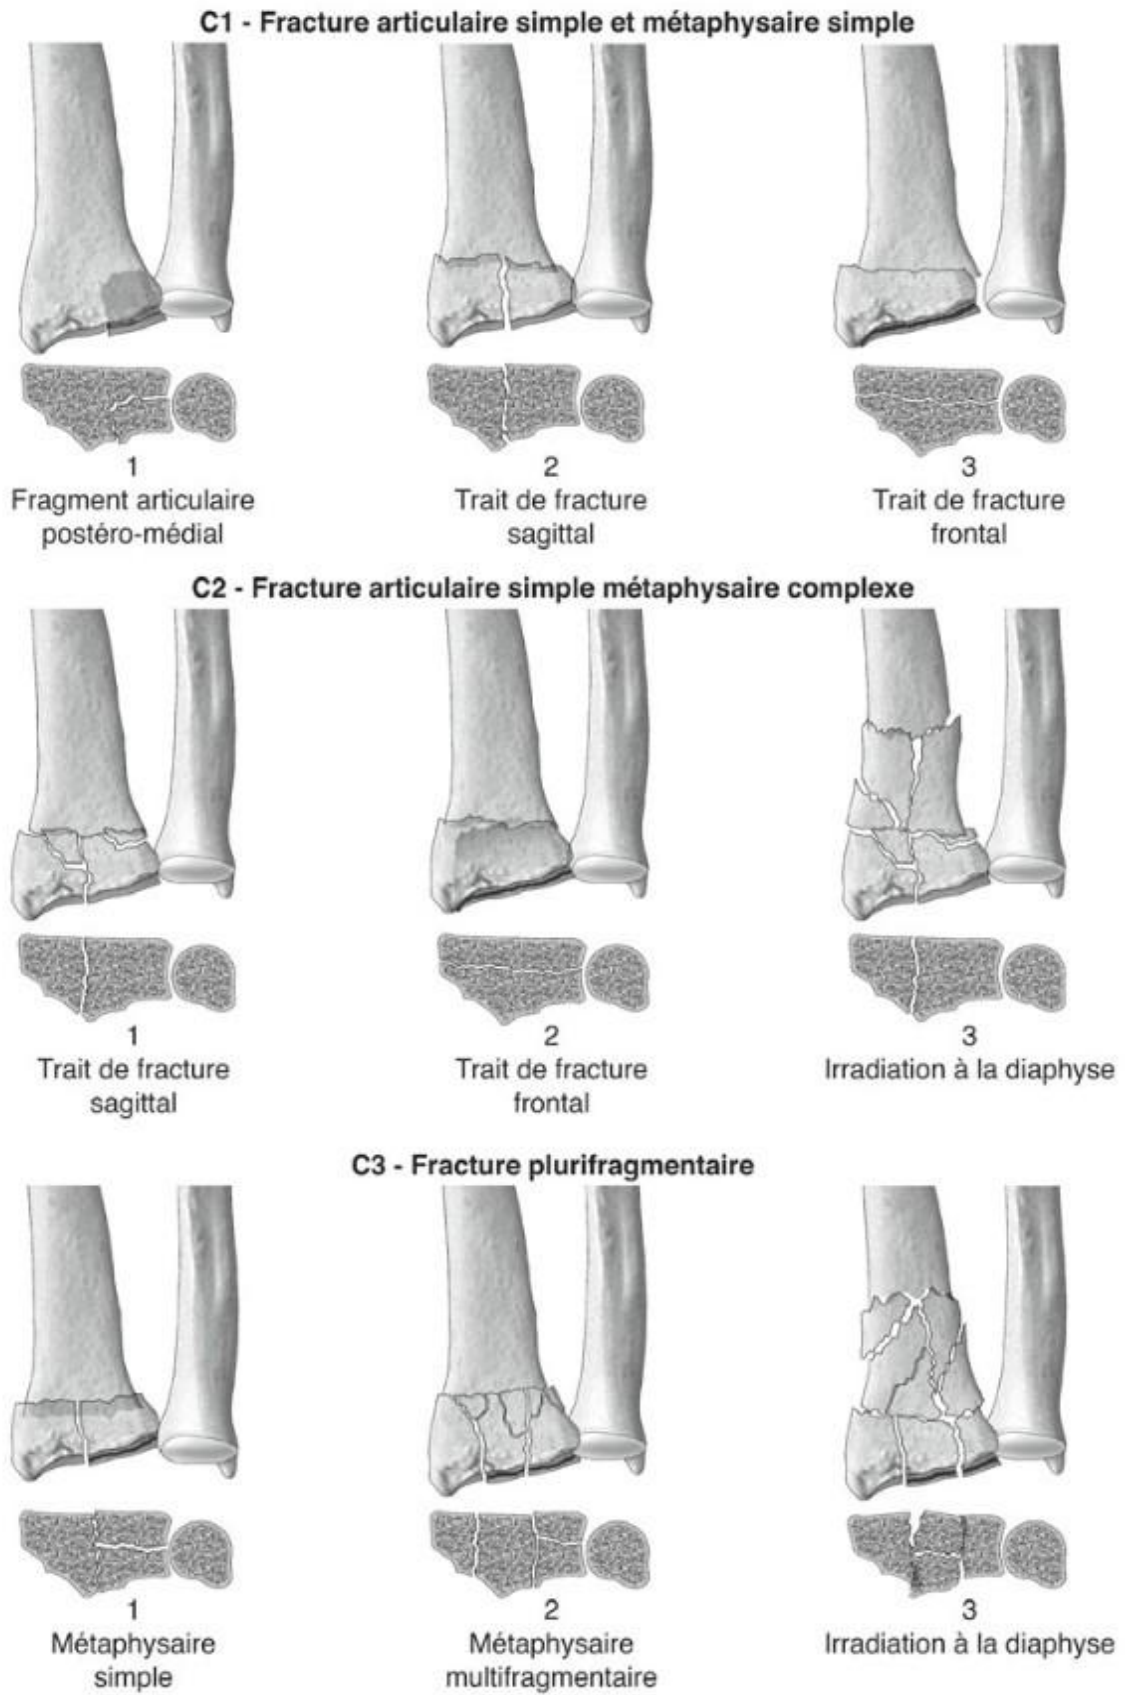 C1 - Fracture articulaire simple et métaphysaire simple
1
Fragment articulaire
postéro-médial
2
Trait de fracture
sagittal
3
Trait de fracture
frontal
C2 - Fracture articulaire simple métaphysaire complexe
1
Trait de fracture
sagittal
2
Trait de fracture
frontal
3
Irradiation à la diaphyse
C3 - Fracture plurifragmentaire
1
Métaphysaire
simple
2
Métaphysaire
multifragmentaire
3
Irradiation à la diaphyse